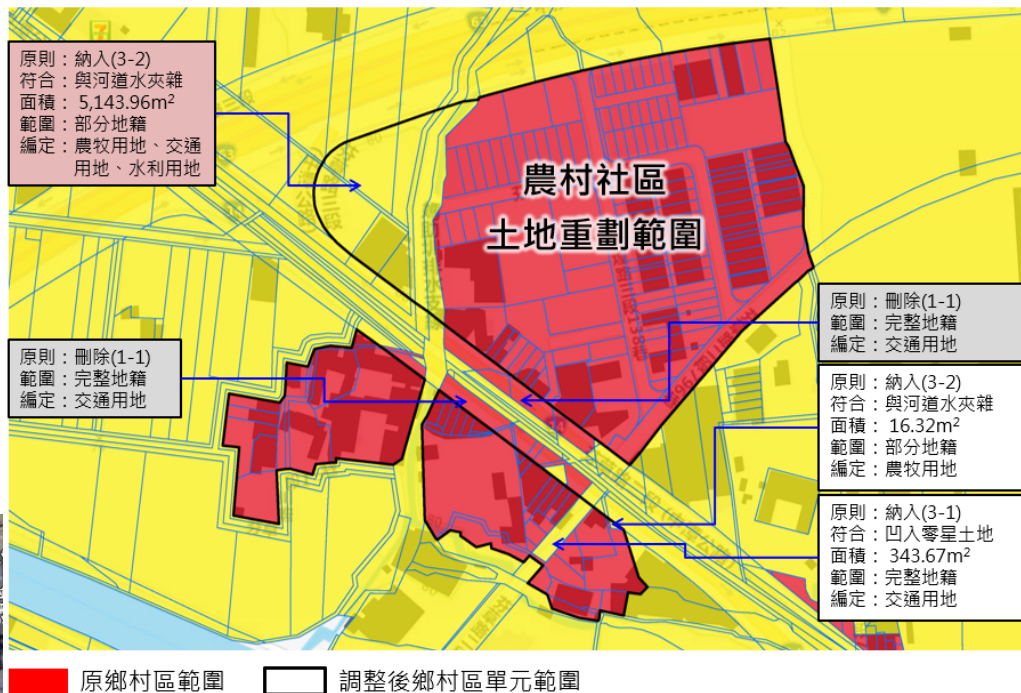 原則：納入(3-2)
符合：與河道水夾雜
面積： 5,143.96m²
範圍：部分地籍
編定：農牧用地、交通
用地、水利用地
農村社區
土地重劃範圍
原則：刪除(1-1)
範圍：完整地籍
編定：交通用地
原則：刪除(1-1)
範圍：完整地籍
編定：交通用地
原則：納入(3-2)
符合：與河道水夾雜
面積： 16.32m²
範圍：部分地籍
編定：農牧用地
原則：納入(3-1)
符合：凹入零星土地
面積： 343.67m²
範圍：完整地籍
編定：交通用地
原鄉村區範圍
調整後鄉村區單元範圍